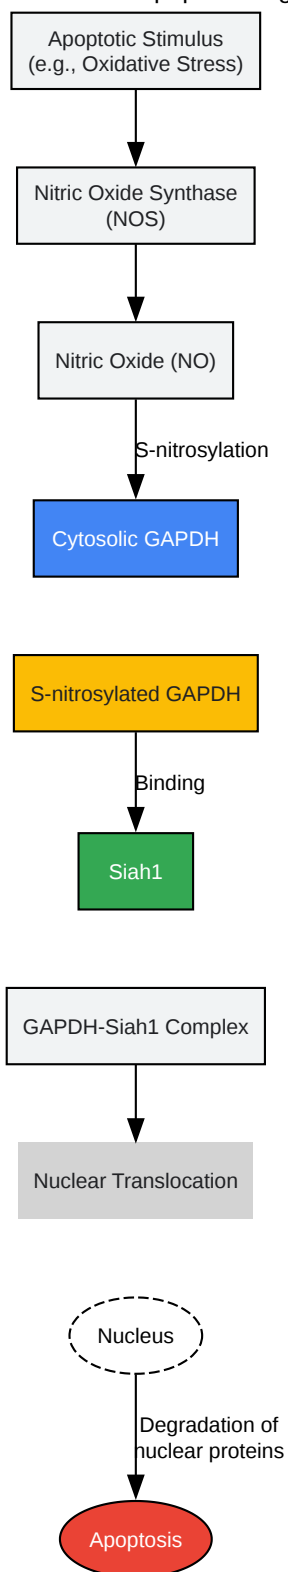 Apoptotic Stimulus
(e.g., Oxidative Stress)
Nitric Oxide Synthase
(NOS)
Nitric Oxide (NO)
S-nitrosylation
Cytosolic GAPDH
S-nitrosylated GAPDH
Binding
Siah1
GAPDH-Siah1 Complex
Nuclear Translocation
Nucleus
Degradation of
nuclear proteins
Apoptosis